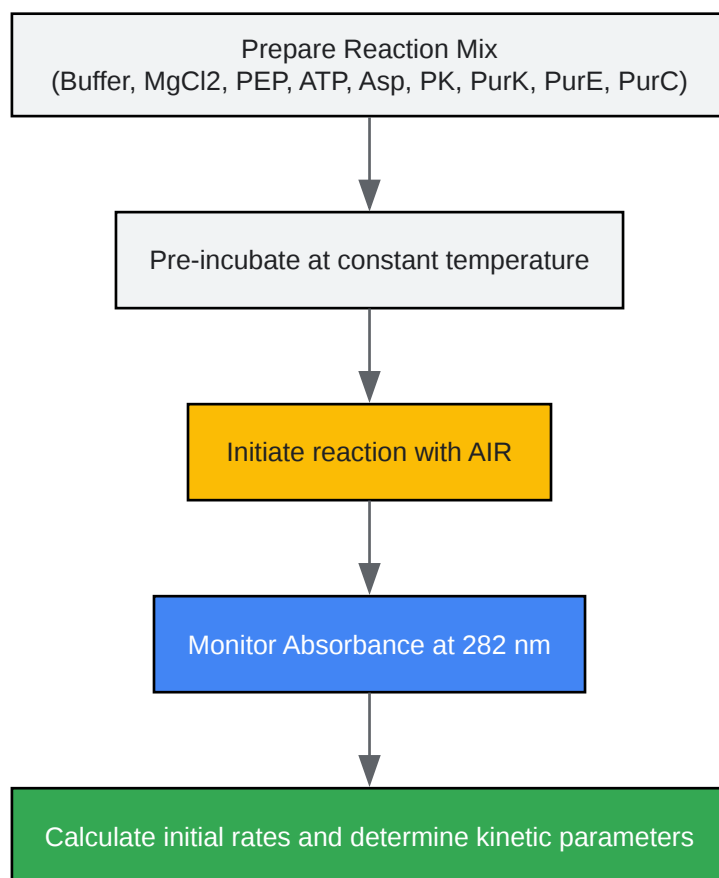 Prepare Reaction Mix
(Buffer, MgCl2, PEP, ATP, Asp, PK, PurK, PurE, PurC)
Pre-incubate at constant temperature
Initiate reaction with AIR
Monitor Absorbance at 282 nm
Calculate initial rates and determine kinetic parameters